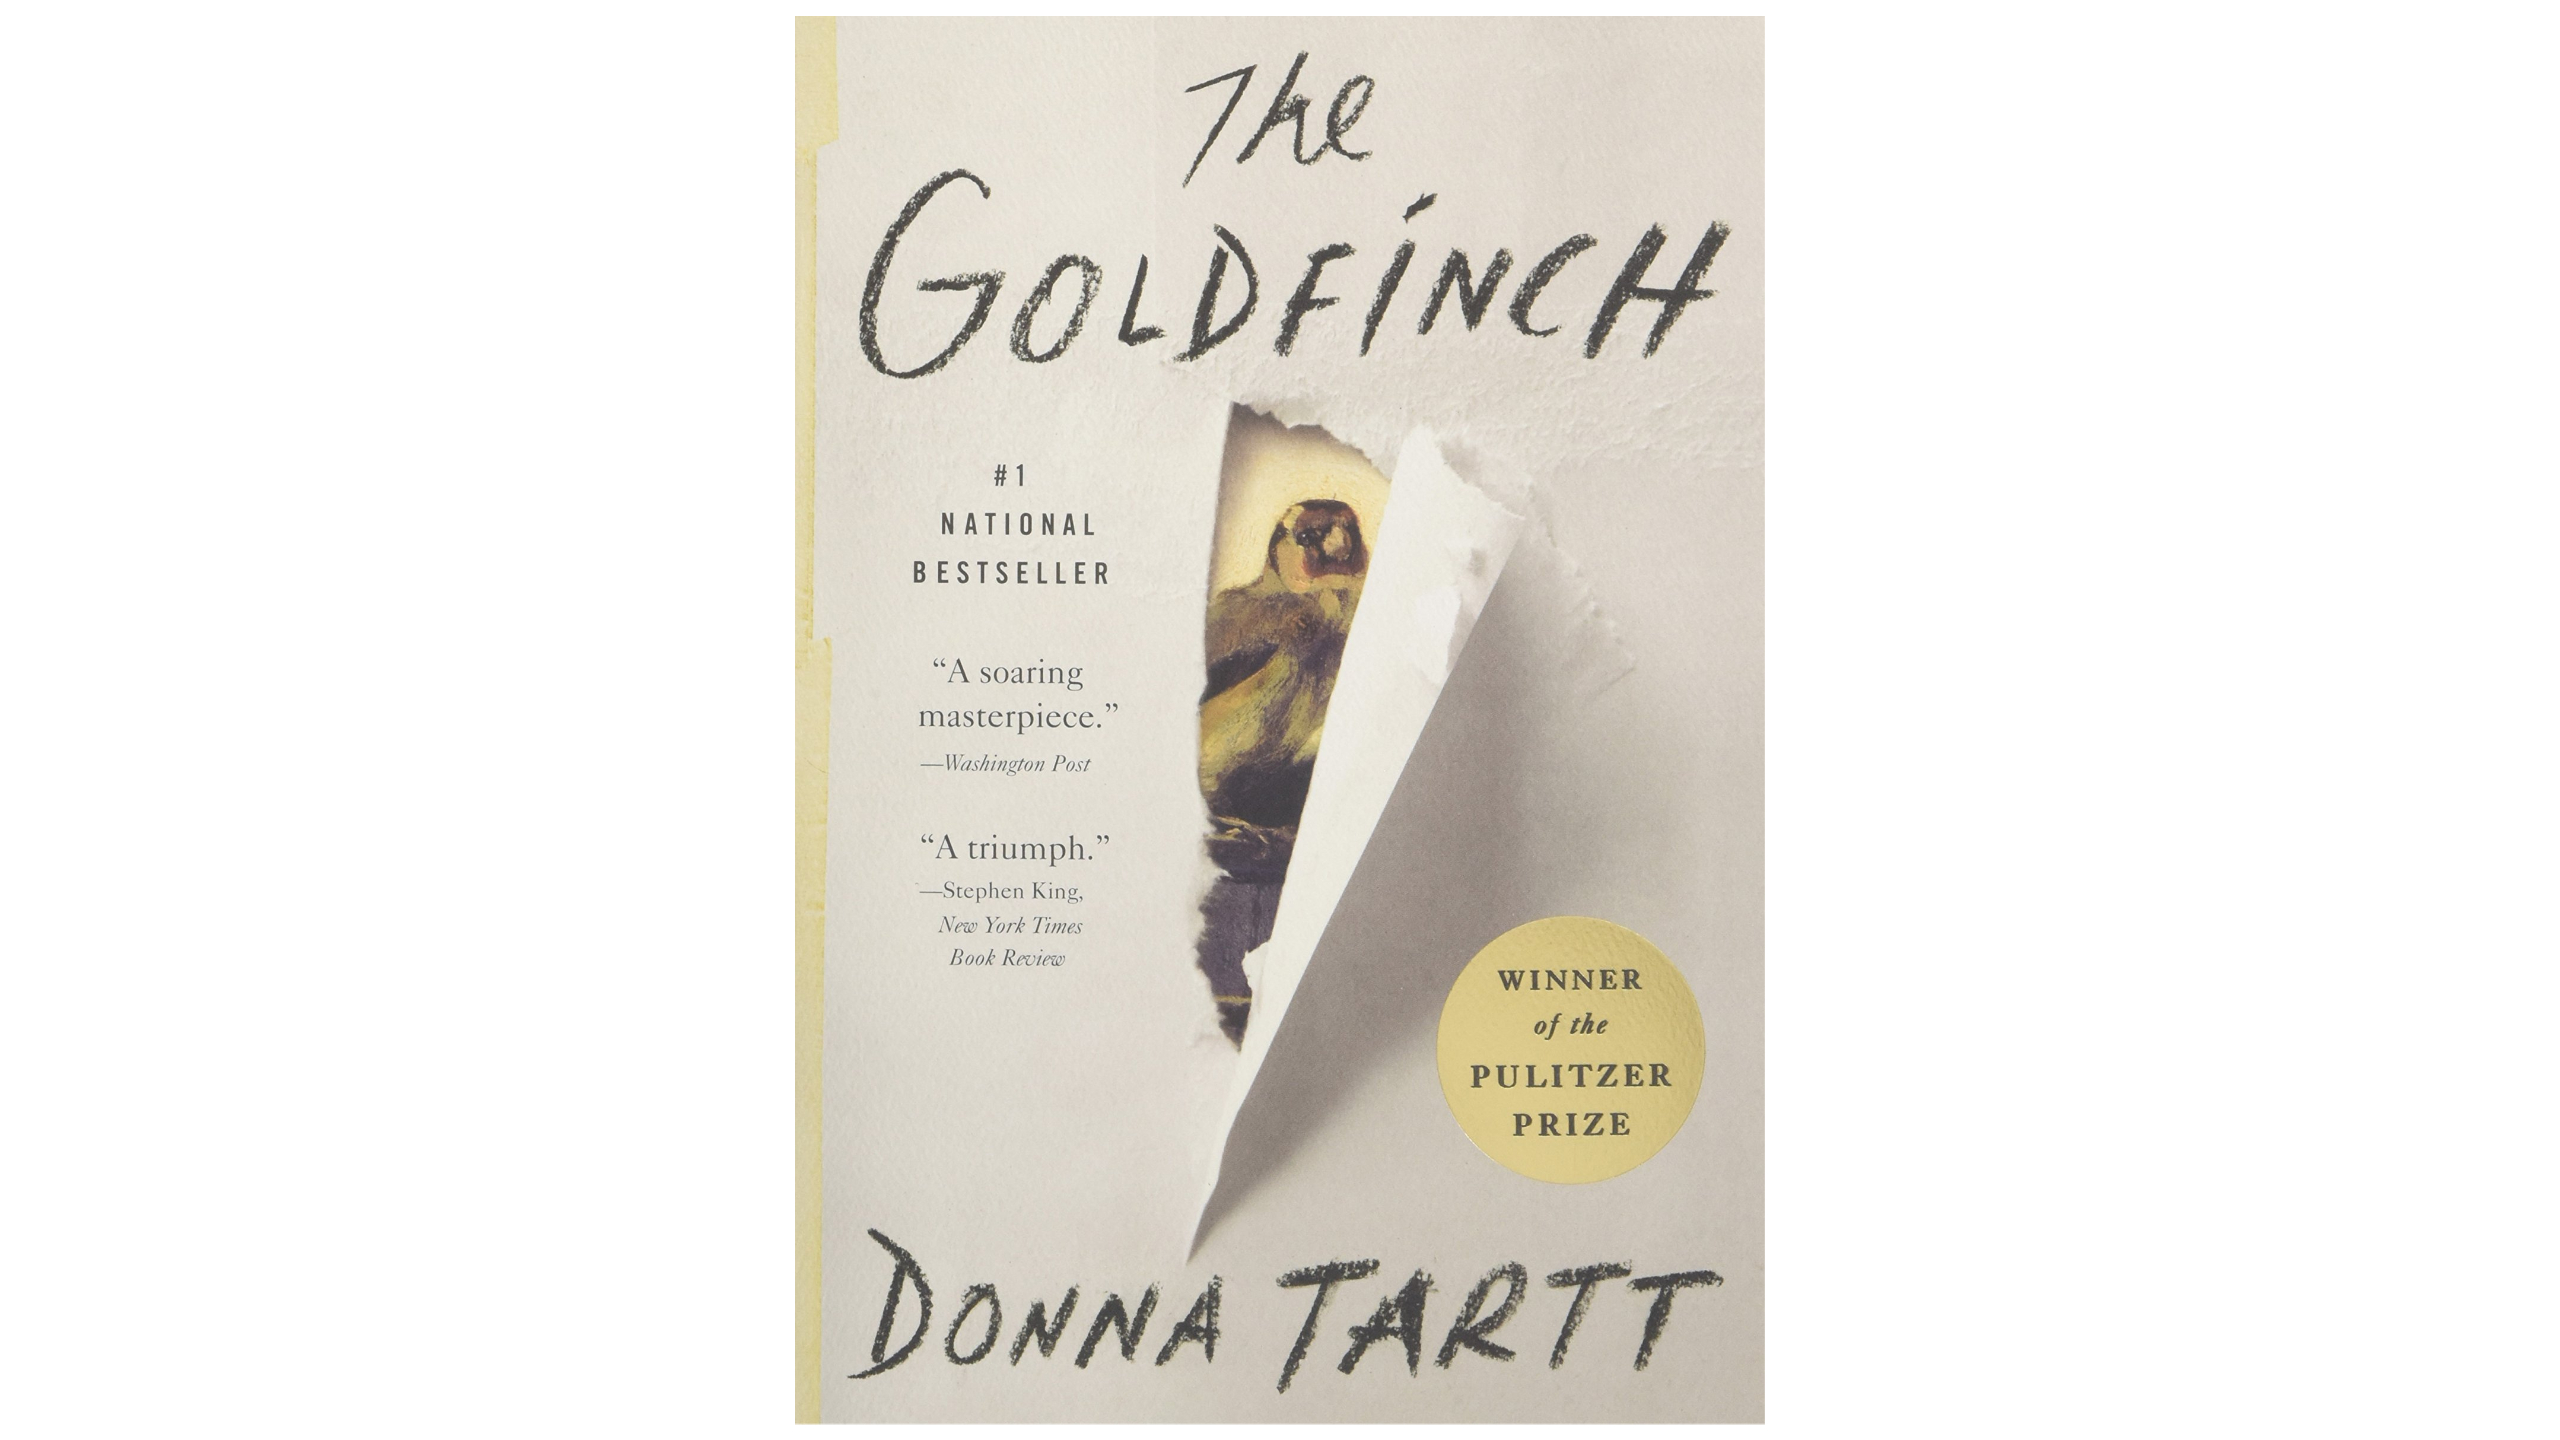 The
GOLDFINCH
#1
NATIONAL
BESTSELLER
“A soaring
masterpiece.”
—Washington Post
“A triumph.”
—Stephen King,
New York Times
Book Review
WINNER
of the
PULITZER
PRIZE
DONNA TARTT